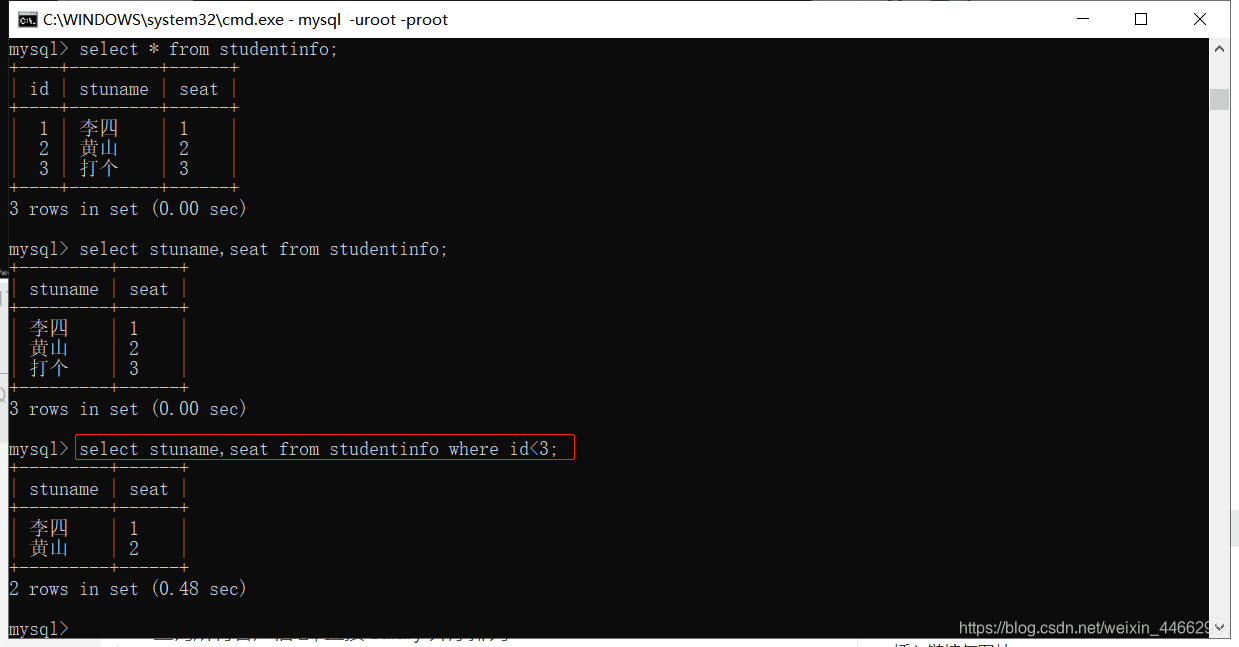 C:\WINDOWS\system32\cmd.exe - mysql  -uroot -proot
mysql> select * from studentinfo;
+----+---------+------+
| id | stuname | seat |
+----+---------+------+
|  1 | 李四    | 1    |
|  2 | 黄山    | 2    |
|  3 | 打个    | 3    |
+----+---------+------+
3 rows in set (0.00 sec)
mysql> select stuname,seat from studentinfo;
+---------+------+
| stuname | seat |
+---------+------+
| 李四    | 1    |
| 黄山    | 2    |
| 打个    | 3    |
+---------+------+
3 rows in set (0.00 sec)
mysql> select stuname,seat from studentinfo where id<3;
+---------+------+
| stuname | seat |
+---------+------+
| 李四    | 1    |
| 黄山    | 2    |
+---------+------+
2 rows in set (0.48 sec)
mysql>
https://blog.csdn.net/weixin_446629